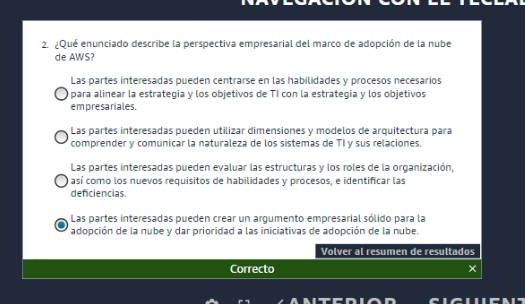 NAVEGACIÓN CON EL
2. ¿Qué enunciado describe la perspectiva empresarial del marco de adopción de la nube
de AWS?
Las partes interesadas pueden centrarse en las habilidades y procesos necesarios
para alinear la estrategia y los objetivos de TI con la estrategia y los objetivos
empresariales.
Las partes interesadas pueden utilizar dimensiones y modelos de arquitectura para
comprender y comunicar la naturaleza de los sistemas de TI y sus relaciones.
Las partes interesadas pueden evaluar las estructuras y los roles de la organización,
así como los nuevos requisitos de habilidades y procesos, e identificar las
deficiencias.
Las partes interesadas pueden crear un argumento empresarial sólido para la
adopción de la nube y dar prioridad a las iniciativas de adopción de la nube.
Volver al resumen de resultados
Correcto ×
< ANTERIOR